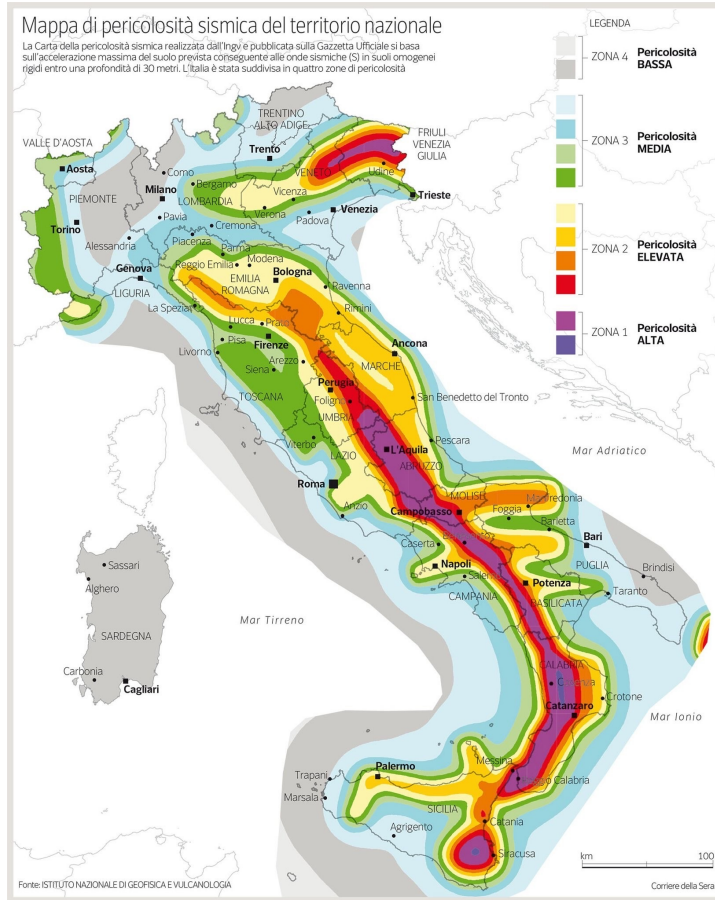 Mappa di pericolosità sismica del territorio nazionale
La Carta della pericolosità sismica realizzata dall'Ingv e pubblicata sulla Gazzetta Ufficiale si basa
sull'accelerazione massima del suolo prevista conseguente alle onde sismiche (S) in suoli omogenei
rigidi entro una profondità di 30 metri. L'Italia è stata suddivisa in quattro zone di pericolosità
LEGENDA
ZONA 4 Pericolosità
BASSA
ZONA 3 Pericolosità
MEDIA
ZONA 2 Pericolosità
ELEVATA
ZONA 1 Pericolosità
ALTA
TRENTINO
ALTO ADIGE
FRIULI
VENEZIA
GIULIA
VALLE D'AOSTA
Trento
Aosta
Como
VENETO
Udine
Bergamo
Milano
Vicenza
Trieste
PIEMONTE
LOMBARDIA
Verona
Venezia
Padova
Pavia
Torino
Cremona
Alessandria
Piacenza
Parma
Genova
Reggio Emilia
Modena
Bologna
EMILIA
ROMAGNA
Ravenna
LIGURIA
La Spezia
Rimini
Lucca
Prato
Pisa
Firenze
Ancona
Livorno
Arezzo
MARCHE
Siena
Perugia
San Benedetto del Tronto
Foligno
TOSCANA
UMBRIA
Viterbo
Pescara
L'Aquila
LAZIO
ABRUZZO
Mar Adriatico
Roma
MOLISE
Manfredonia
Anzio
Campobasso
Foggia
Barletta
Caserta
Bari
Napoli
Salerno
Potenza
PUGLIA
Brindisi
CAMPANIA
BASILICATA
Taranto
Sassari
Alghero
Mar Tirreno
SARDEGNA
CALABRIA
Carbonia
Cagliari
Cosenza
Crotone
Catanzaro
Mar Ionio
Messina
Palermo
Reggio Calabria
Trapani
Marsala
SICILIA
Catania
Agrigento
Siracusa
km 100
Fonte: ISTITUTO NAZIONALE DI GEOFISICA E VULCANOLOGIA
Corriere della Sera